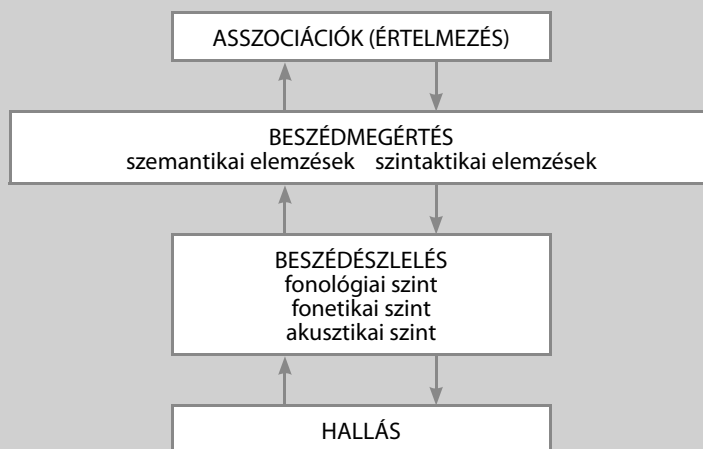 ASSZOCIÁCIÓK (ÉRTELMEZÉS)
BESZÉDMEGÉRTÉS
szemantikai elemzések szintaktikai elemzések
BESZÉDÉSZLELÉS
fonológiai szint
fonetikai szint
akusztikai szint
HALLÁS